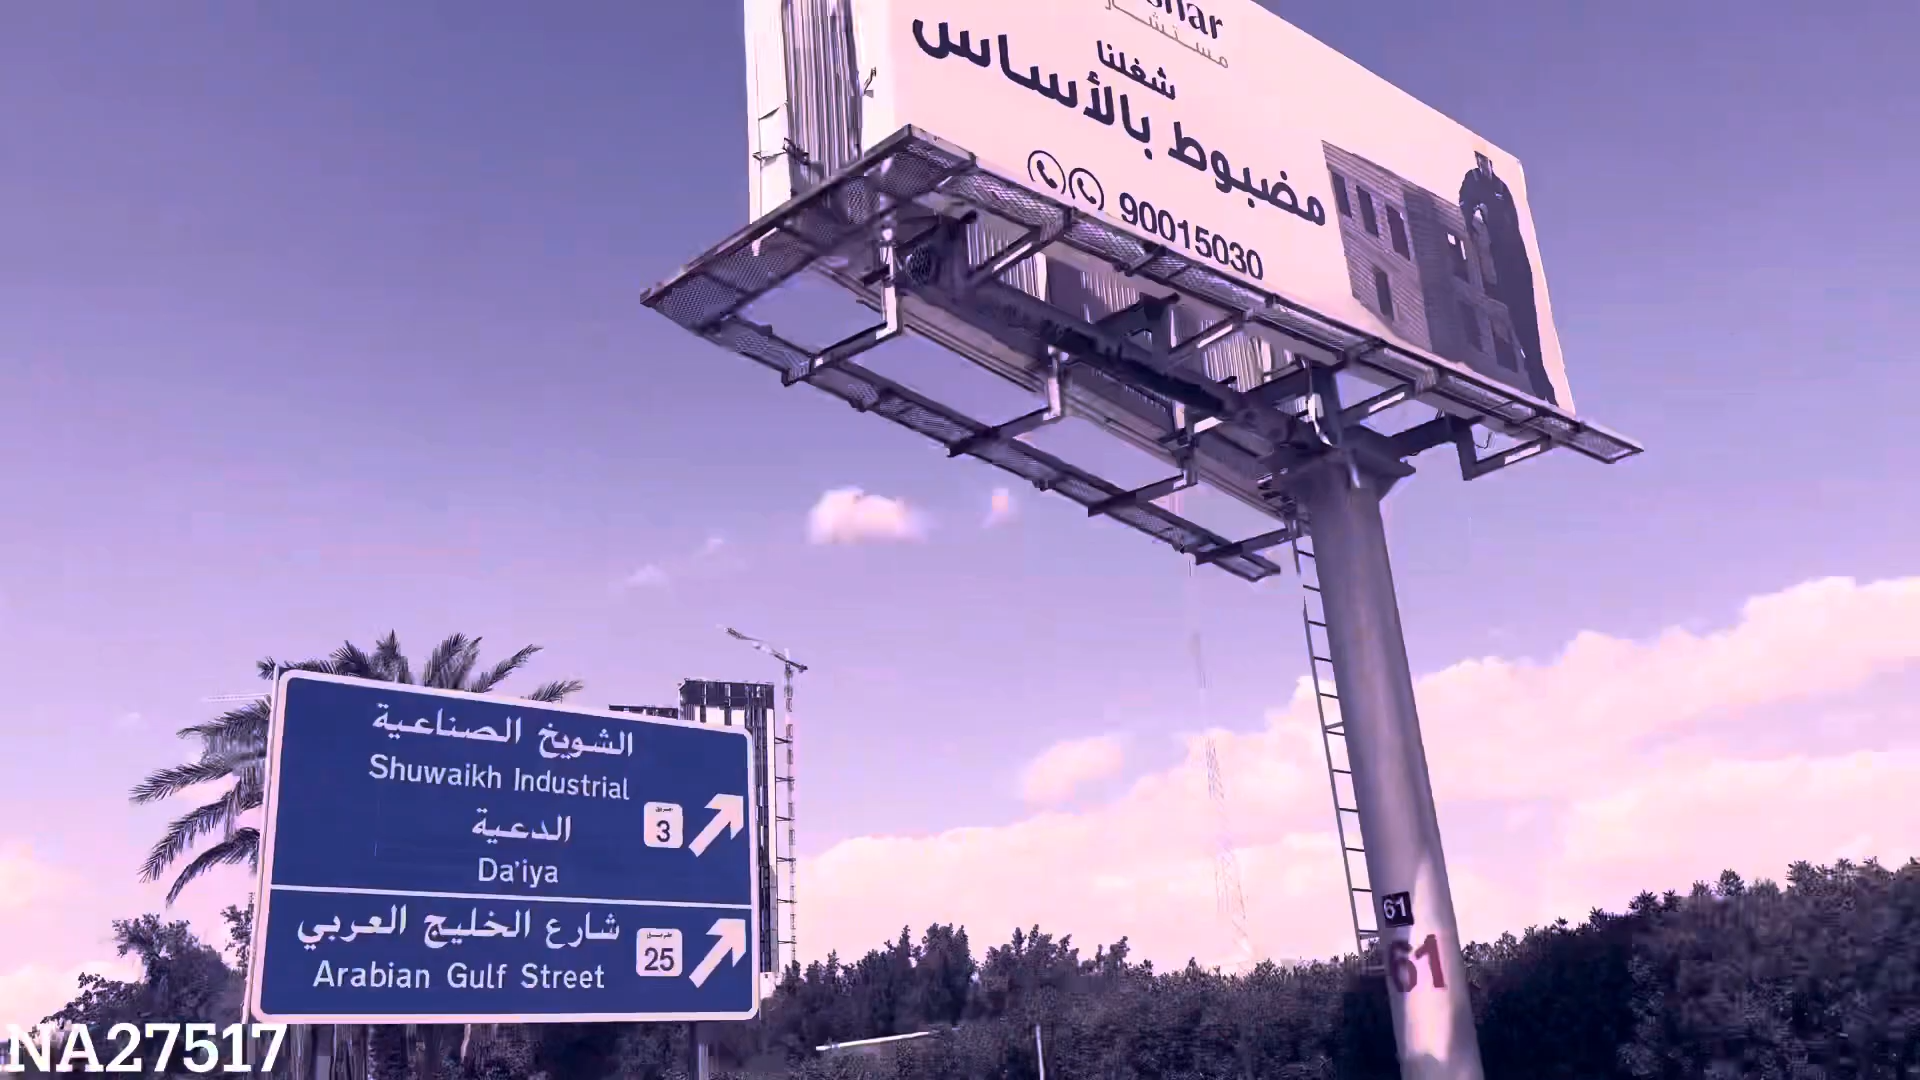 مستشار
شغلنا
مضبوط بالأساس
90015030
الشويخ الصناعية
Shuwaikh Industrial
الدعية
Da'iya
3
شارع الخليج العربي
Arabian Gulf Street
25
61
61
NA27517